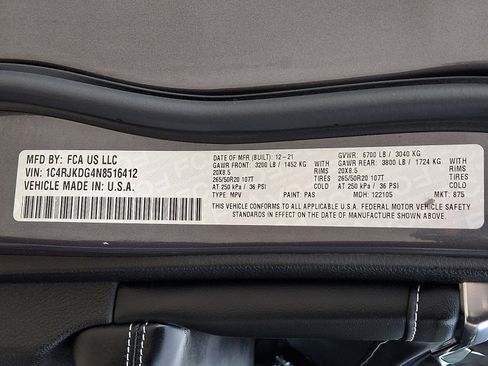 MFD BY: FCA US LLC
VIN: 1C4RJKDG4N8516412
VEHICLE MADE IN: U.S.A.
DATE OF MFR (BUILT): 12-21 GVWR: 6700 LB / 3040 KG
GAWR FRONT: 3200 LB / 1452 KG WITH GAWR REAR: 3800 LB / 1724 KG WITH
20X8.5 RIMS 20X8.5 RIMS
265/50R20 107T TIRES 265/50R20 107T TIRES
AT 250 kPa / 36 PSI AT 250 kPa / 36 PSI
TYPE: MPV PAINT: PAS MDH: 122105 MKT: 875
THIS VEHICLE CONFORMS TO ALL APPLICABLE U.S.A. FEDERAL MOTOR VEHICLE SAFETY
STANDARDS IN EFFECT ON THE DATE OF MANUFACTURE SHOWN ABOVE.